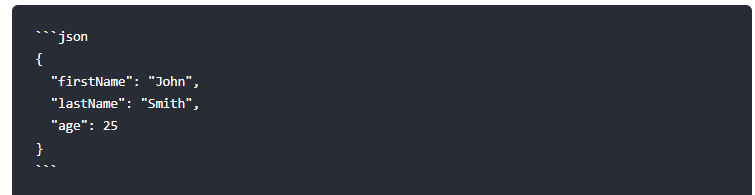 ```json
{
  "firstName": "John",
  "lastName": "Smith",
  "age": 25
}
```